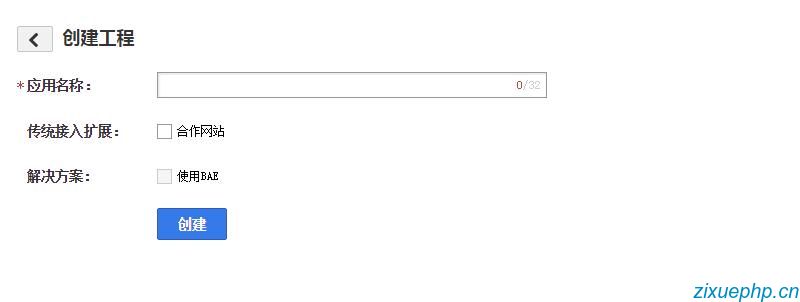 创建工程
*应用名称： 0/32
传统接入扩展： 合作网站
解决方案： 使用BAE
创建
zixuephp.cn